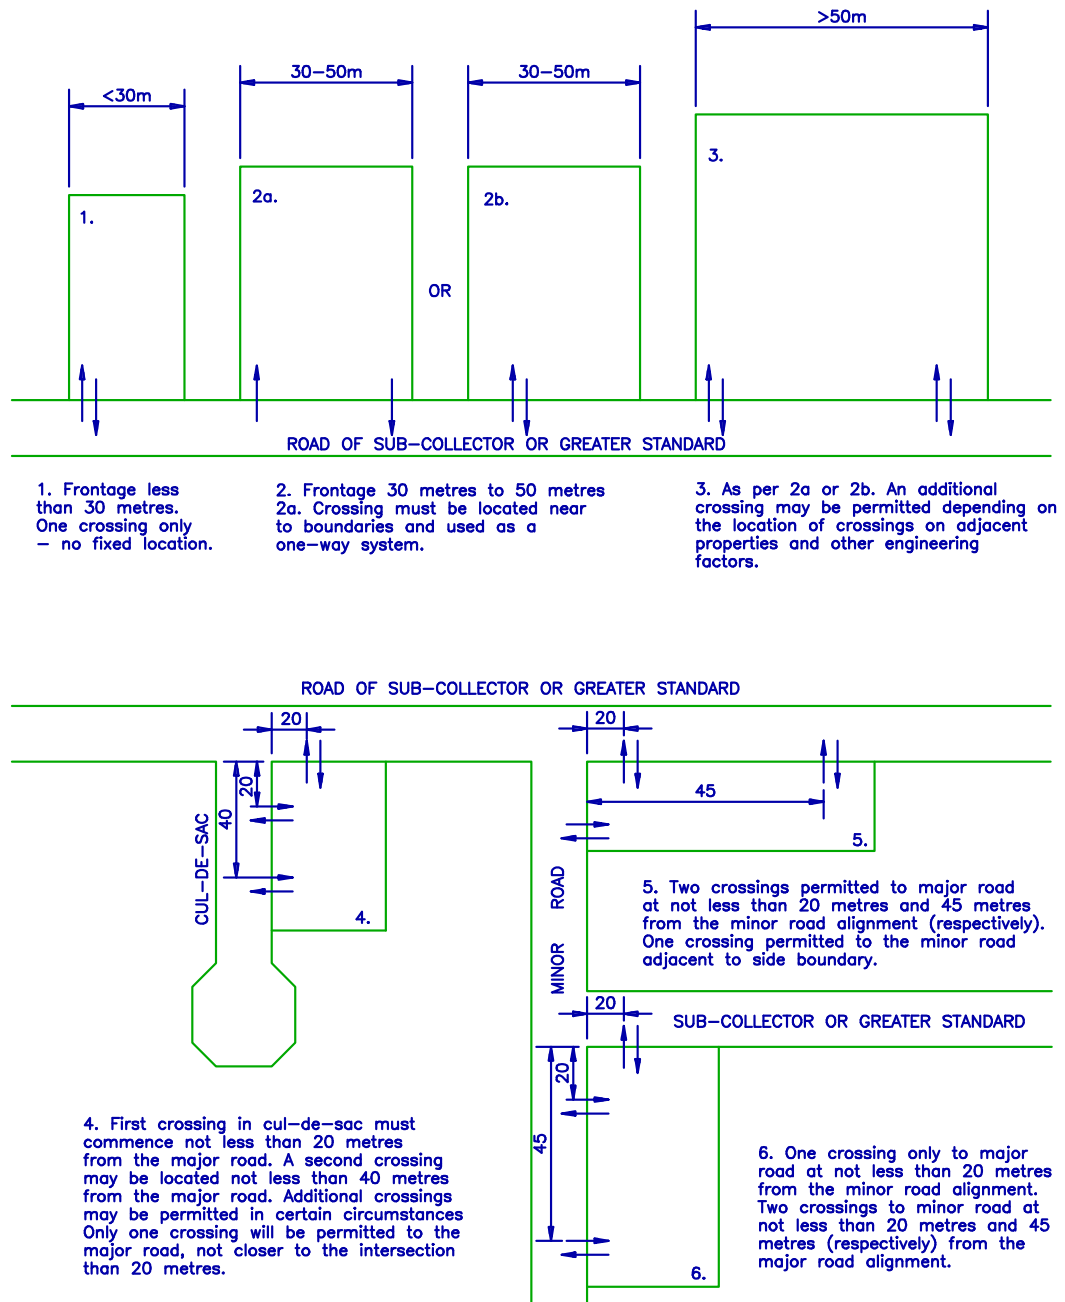 >50m
30-50m
30-50m
<30m
3.
2a.
2b.
1.
OR
ROAD OF SUB-COLLECTOR OR GREATER STANDARD
1. Frontage less
than 30 metres.
One crossing only
- no fixed location.
2. Frontage 30 metres to 50 metres
2a. Crossing must be located near
to boundaries and used as a
one-way system.
3. As per 2a or 2b. An additional
crossing may be permitted depending on
the location of crossings on adjacent
properties and other engineering
factors.
ROAD OF SUB-COLLECTOR OR GREATER STANDARD
20
20
20
40
45
CUL-DE-SAC
4.
5.
MINOR ROAD
5. Two crossings permitted to major road
at not less than 20 metres and 45 metres
from the minor road alignment (respectively).
One crossing permitted to the minor road
adjacent to side boundary.
20
SUB-COLLECTOR OR GREATER STANDARD
20
45
6.
4. First crossing in cul-de-sac must
commence not less than 20 metres
from the major road. A second crossing
may be located not less than 40 metres
from the major road. Additional crossings
may be permitted in certain circumstances
Only one crossing will be permitted to the
major road, not closer to the intersection
than 20 metres.
6. One crossing only to major
road at not less than 20 metres
from the minor road alignment.
Two crossings to minor road at
not less than 20 metres and 45
metres (respectively) from the
major road alignment.